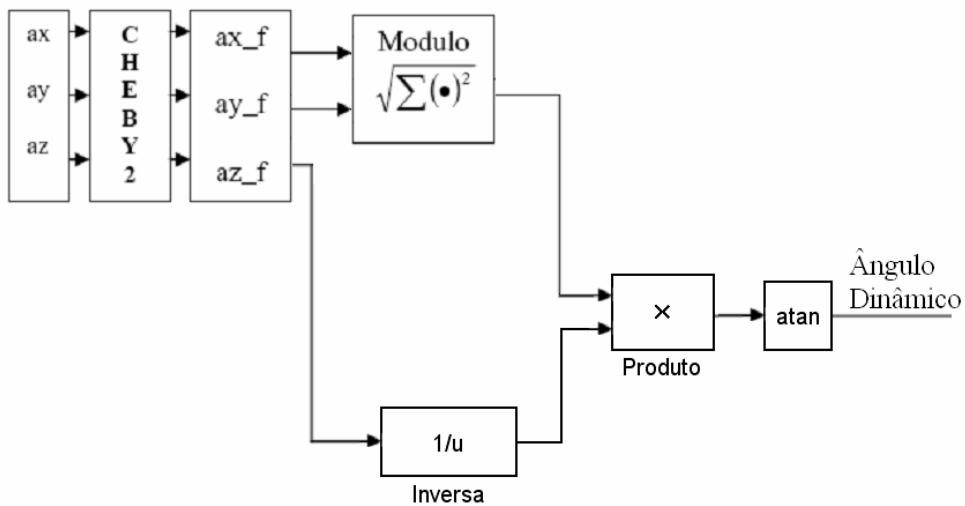 ax
ay
az
C
H
E
B
Y
2
ax_f
ay_f
az_f
Modulo
√∑(•)²
×
Produto
atan
Ângulo
Dinâmico
1/u
Inversa